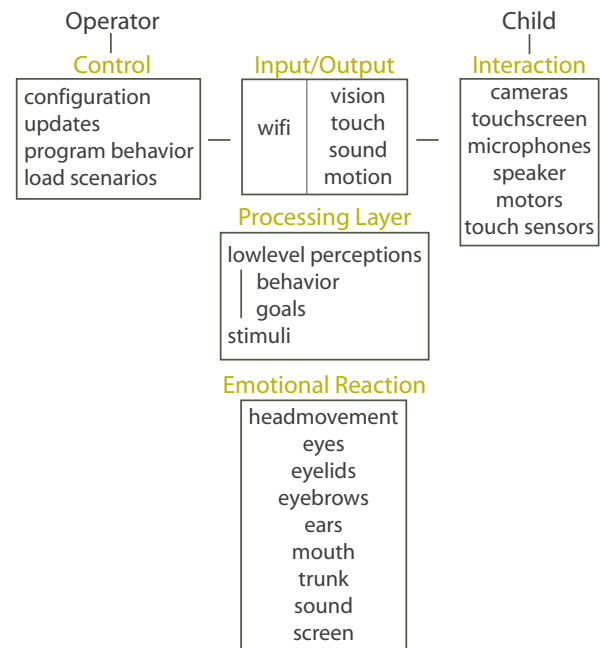 Operator
Child
Control
Input/Output
Interaction
configuration
updates
program behavior
load scenarios
wifi
vision
touch
sound
motion
cameras
touchscreen
microphones
speaker
motors
touch sensors
Processing Layer
lowlevel perceptions
behavior
goals
stimuli
Emotional Reaction
headmovement
eyes
eyelids
eyebrows
ears
mouth
trunk
sound
screen